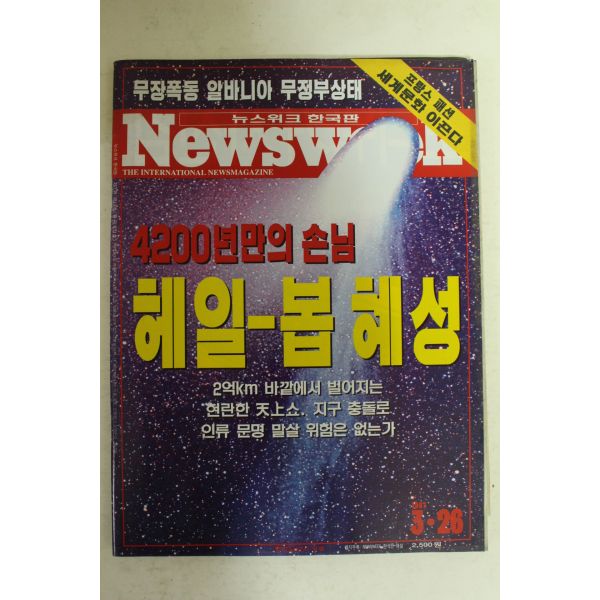 무장폭동 알바니아 무정부상태
프랑스 패션
세계문화 이끈다
뉴스위크 한국판
Newsweek
THE INTERNATIONAL NEWSMAGAZINE
4200년만의 손님
헤일-봅 혜성
2억km 바깥에서 벌어지는
현란한 天上쇼. 지구 충돌로
인류 문명 말살 위험은 없는가
3·26
2,500원